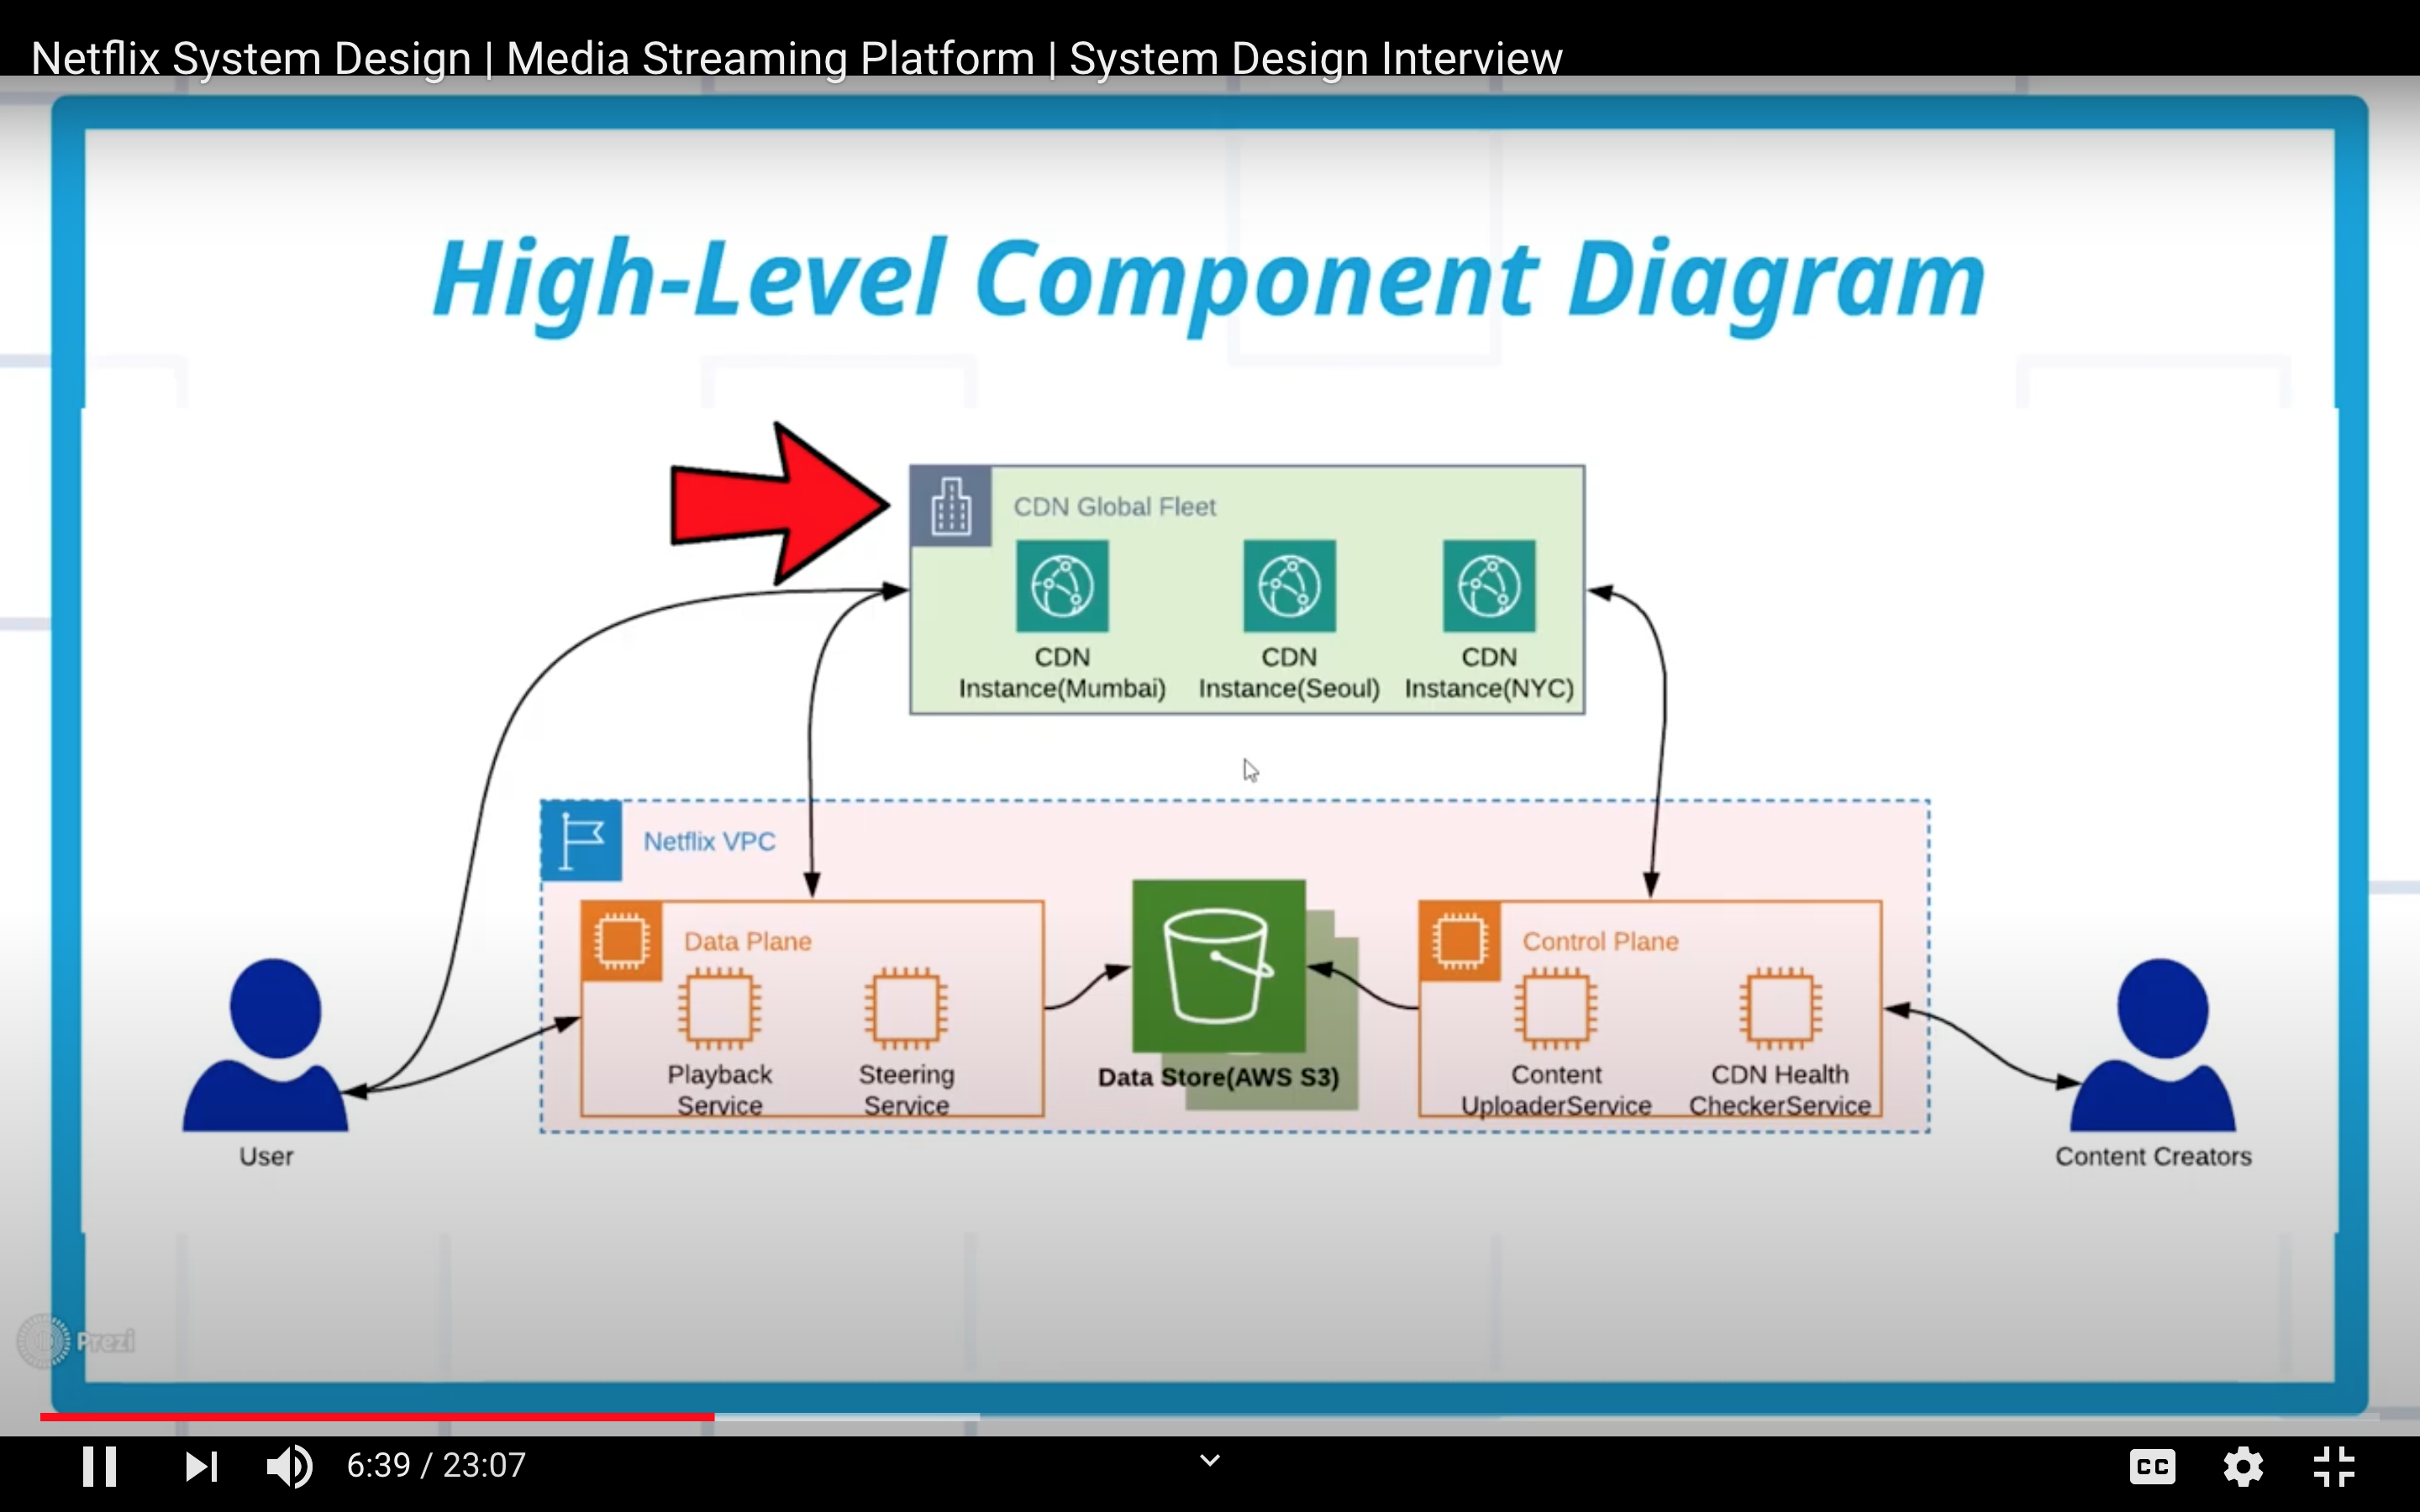 Netflix System Design | Media Streaming Platform | System Design Interview
High-Level Component Diagram
CDN Global Fleet
CDN
Instance(Mumbai)
CDN
Instance(Seoul)
CDN
Instance(NYC)
Netflix VPC
Data Plane
Playback
Service
Steering
Service
Data Store(AWS S3)
Control Plane
Content
UploaderService
CDN Health
CheckerService
User
Content Creators
Prezi
6:39 / 23:07
CC